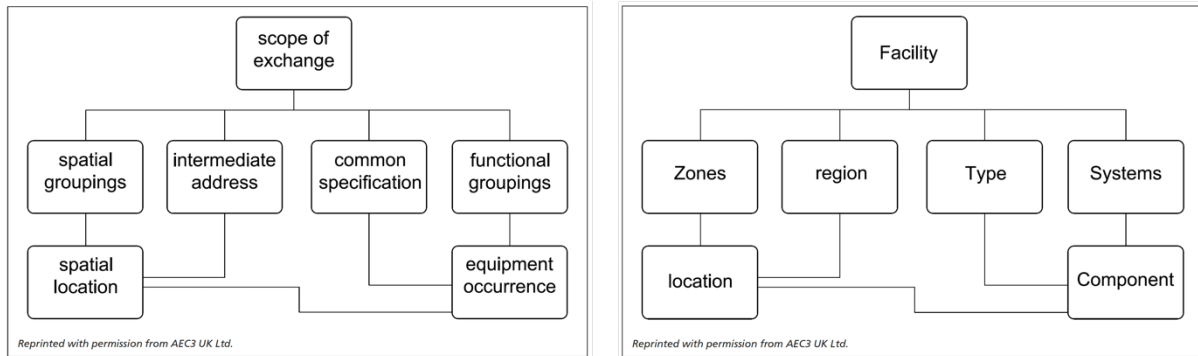 scope of
exchange
spatial
groupings
intermediate
address
common
specification
functional
groupings
spatial
location
equipment
occurrence
Reprinted with permission from AEC3 UK Ltd.
Facility
Zones
region
Type
Systems
location
Component
Reprinted with permission from AEC3 UK Ltd.